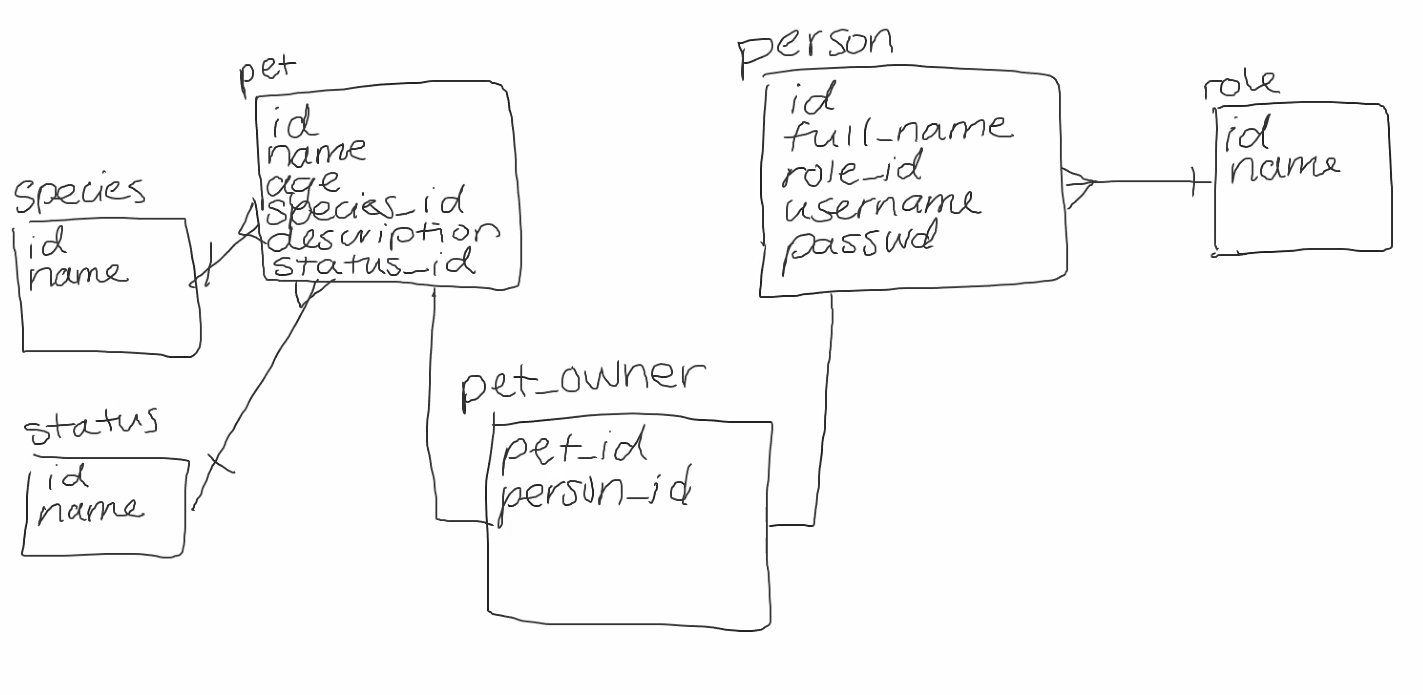 pet
id
name
age
species_id
description
status_id
person
id
full_name
role_id
username
passwd
role
id
name
species
id
name
status
id
name
pet_owner
pet_id
person_id